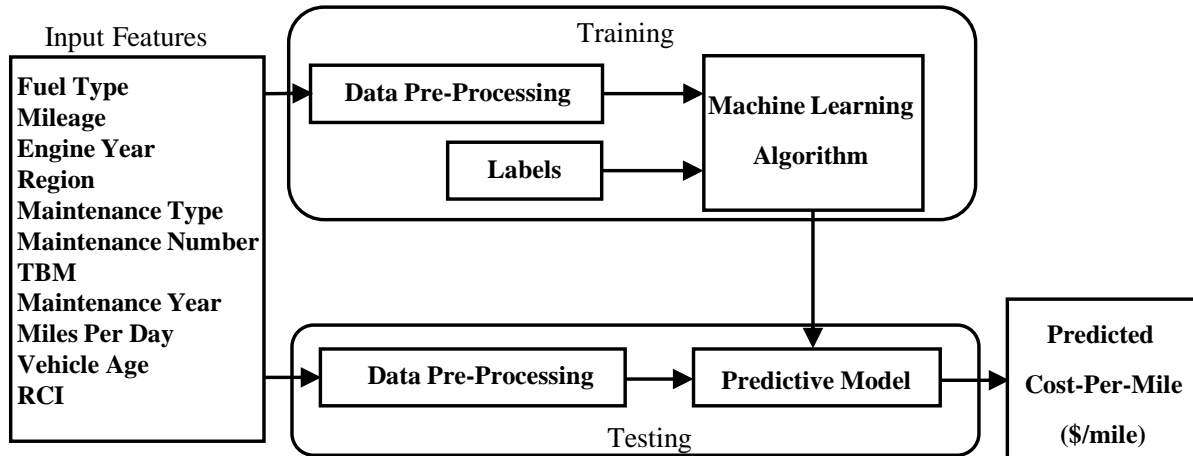 Input Features
Fuel Type
Mileage
Engine Year
Region
Maintenance Type
Maintenance Number
TBM
Maintenance Year
Miles Per Day
Vehicle Age
RCI
Training
Data Pre-Processing
Labels
Machine Learning
Algorithm
Data Pre-Processing
Predictive Model
Testing
Predicted
Cost-Per-Mile
($/mile)